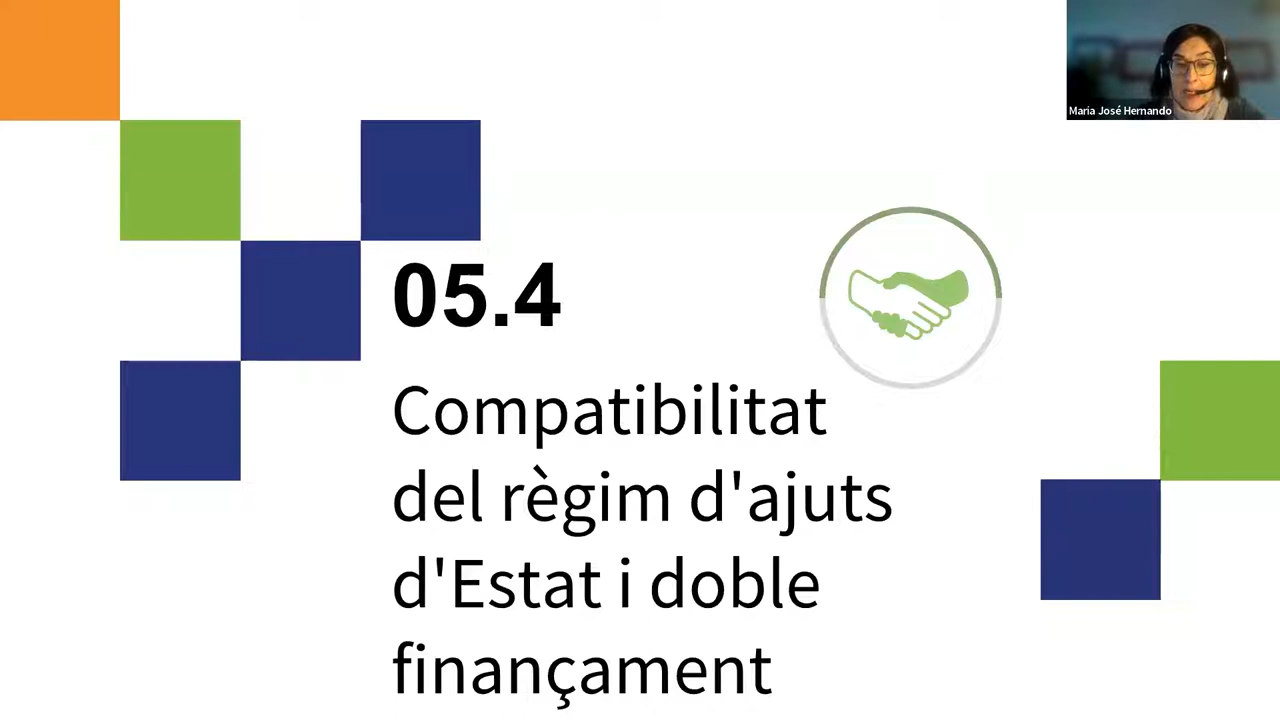 Maria José Hernando
05.4
Compatibilitat
del règim d'ajuts
d'Estat i doble
finançament